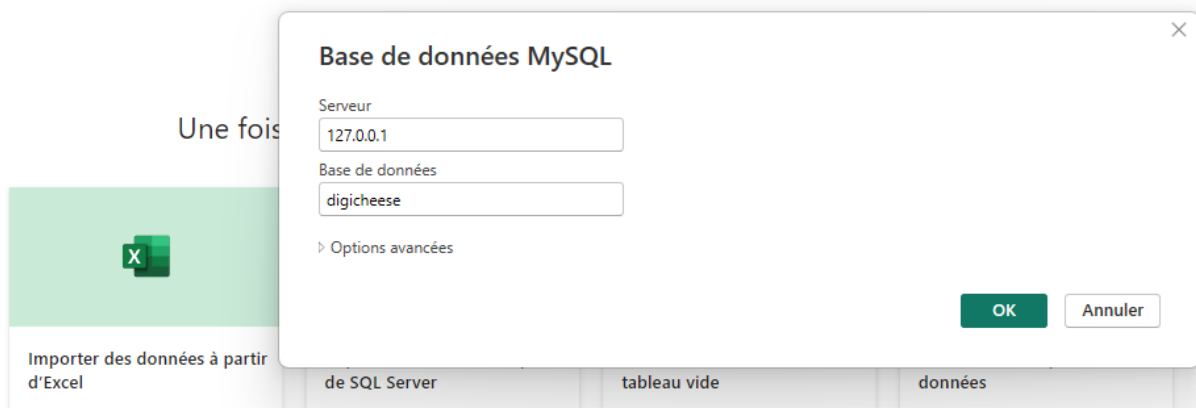 Base de données MySQL
Serveur
127.0.0.1
Base de données
digicheese
Options avancées
OK
Annuler
Une fois
X
Importer des données à partir
d'Excel
de SQL Server
tableau vide
données